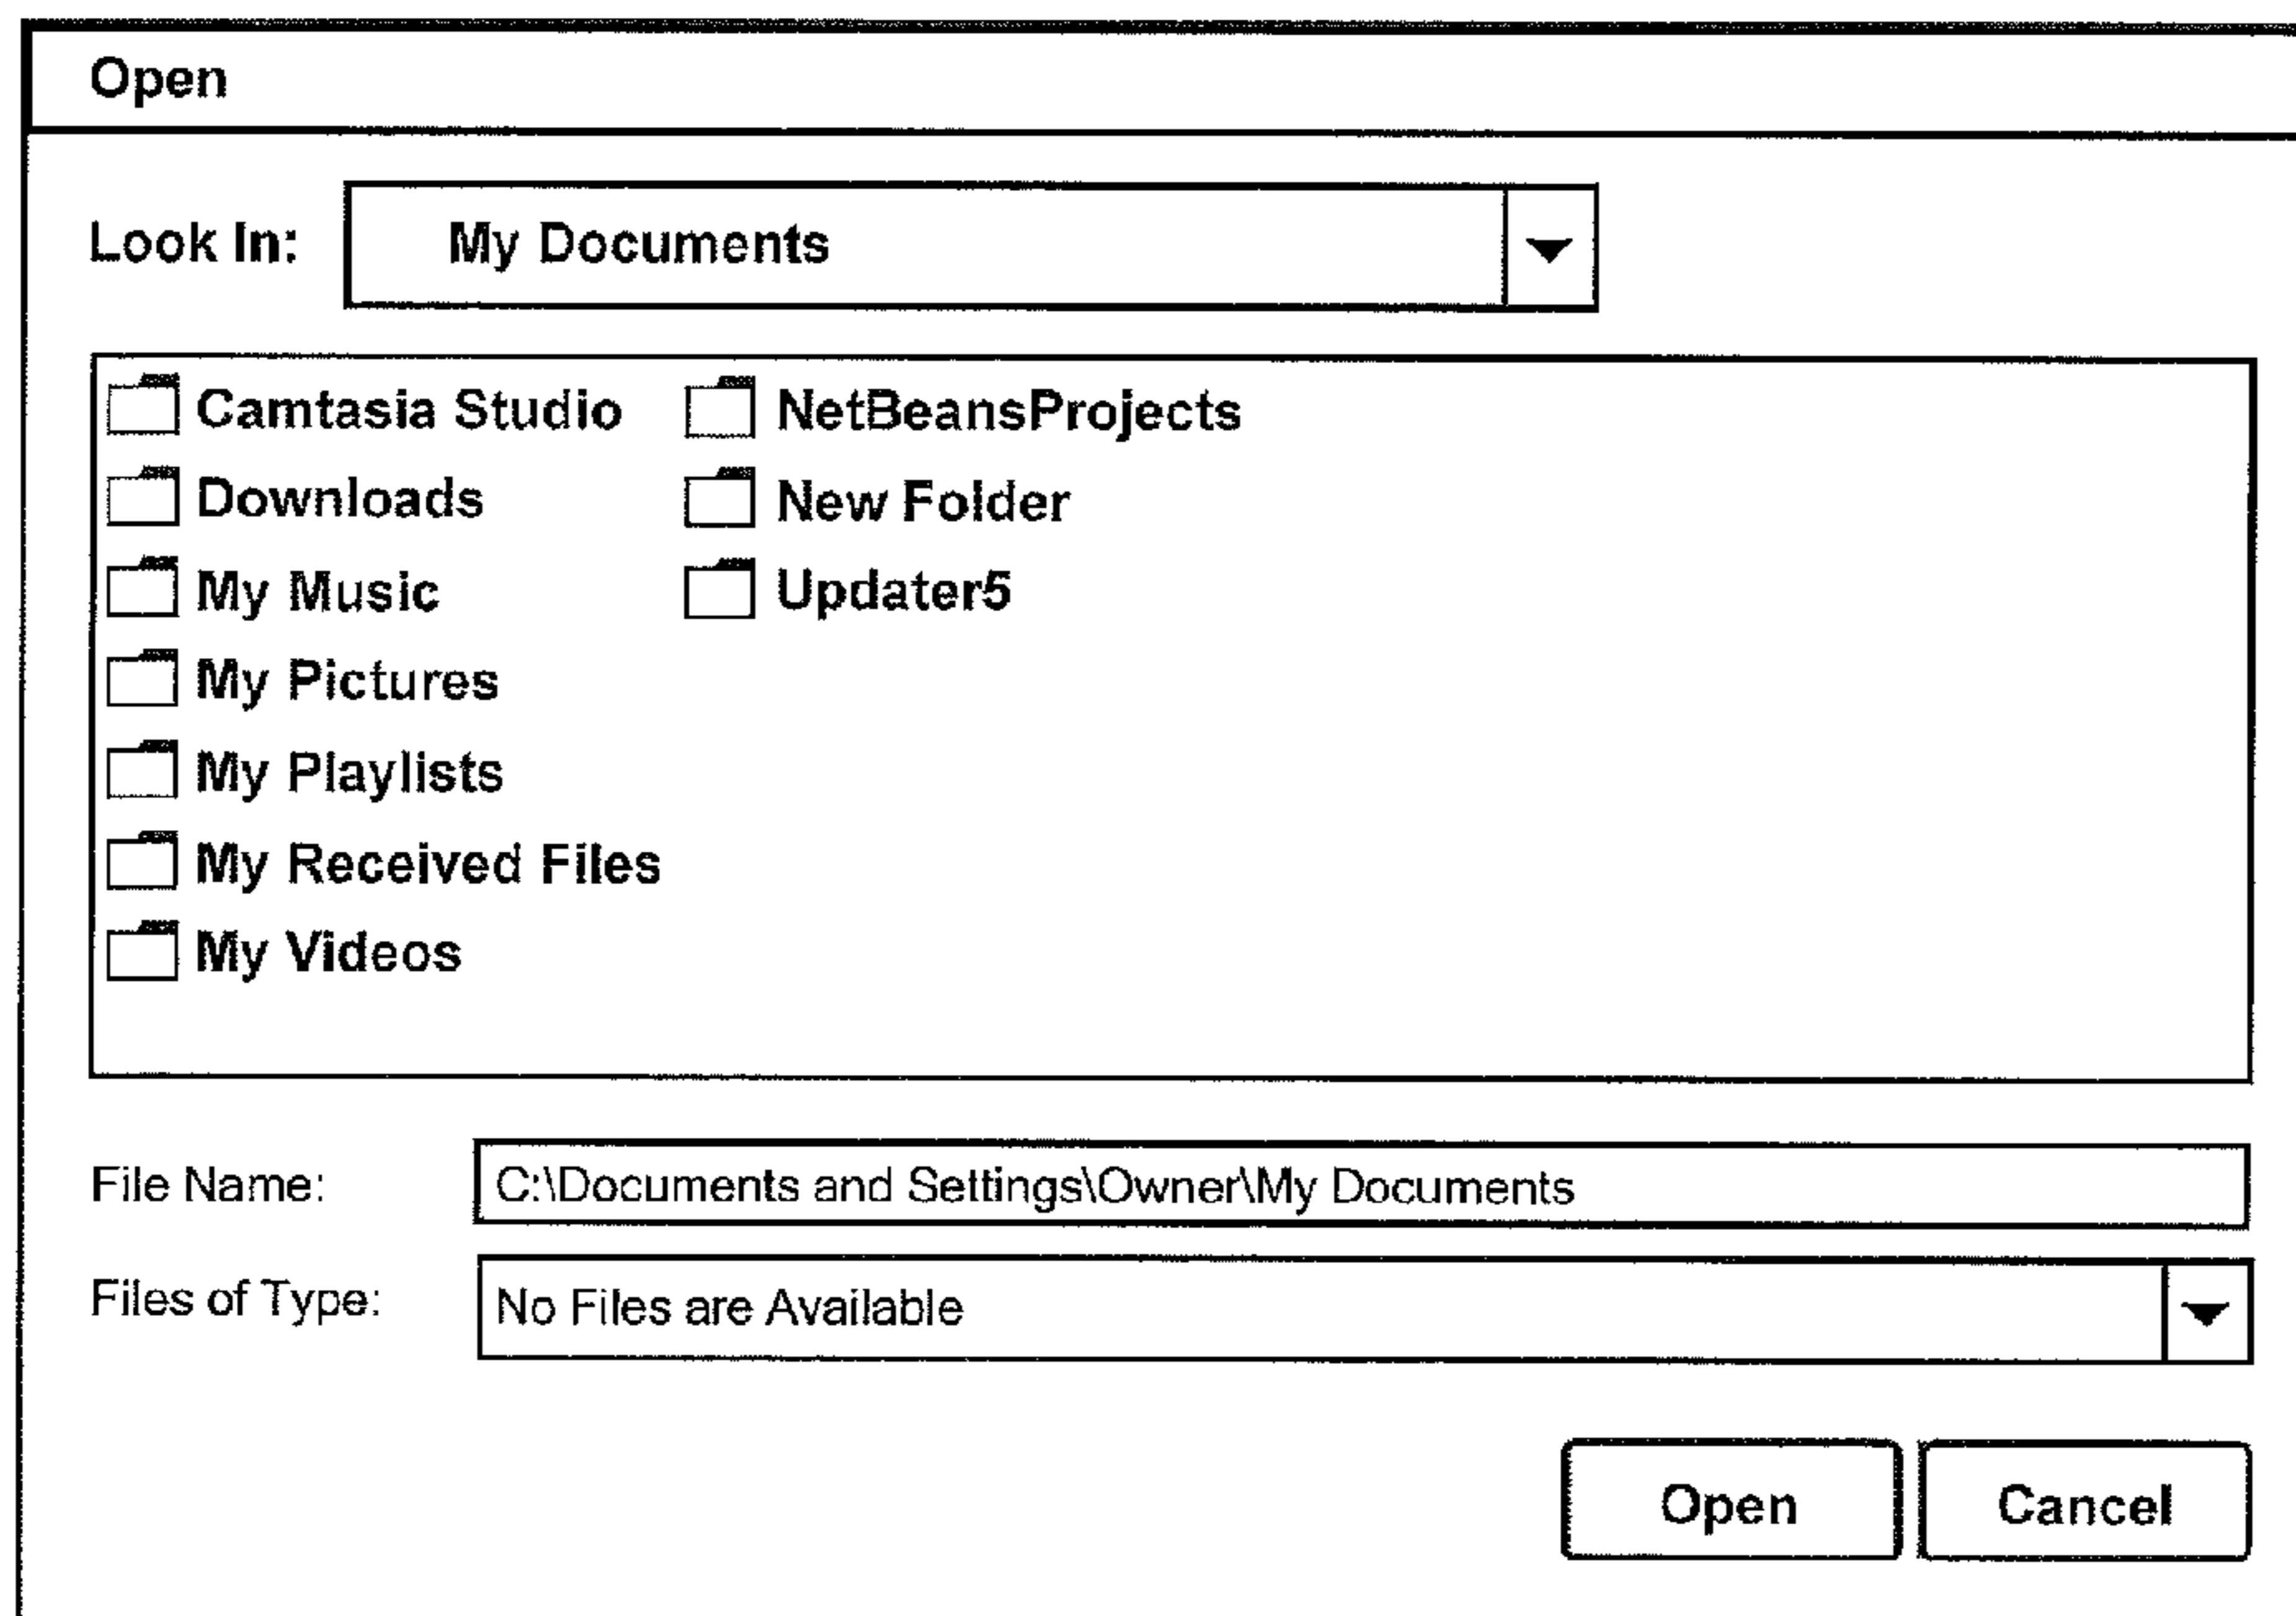 Open
Look In: My Documents
Camtasia Studio NetBeansProjects
Downloads New Folder
My Music Updater5
My Pictures
My Playlists
My Received Files
My Videos
File Name: C:\Documents and Settings\Owner\My Documents
Files of Type: No Files are Available
Open Cancel